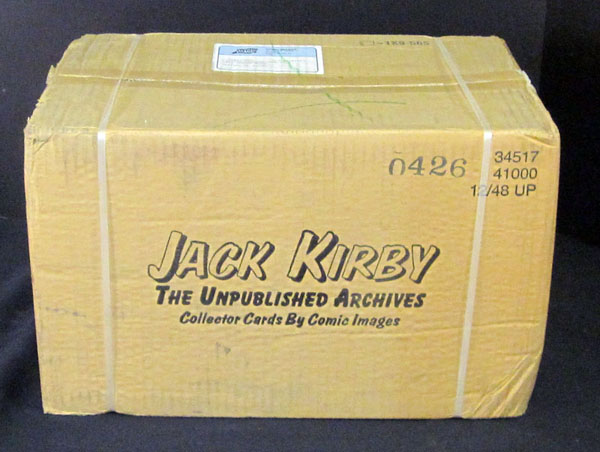 0426
34517
41000
12/48 UP
JACK KIRBY
THE UNPUBLISHED ARCHIVES
Collector Cards By Comic Images